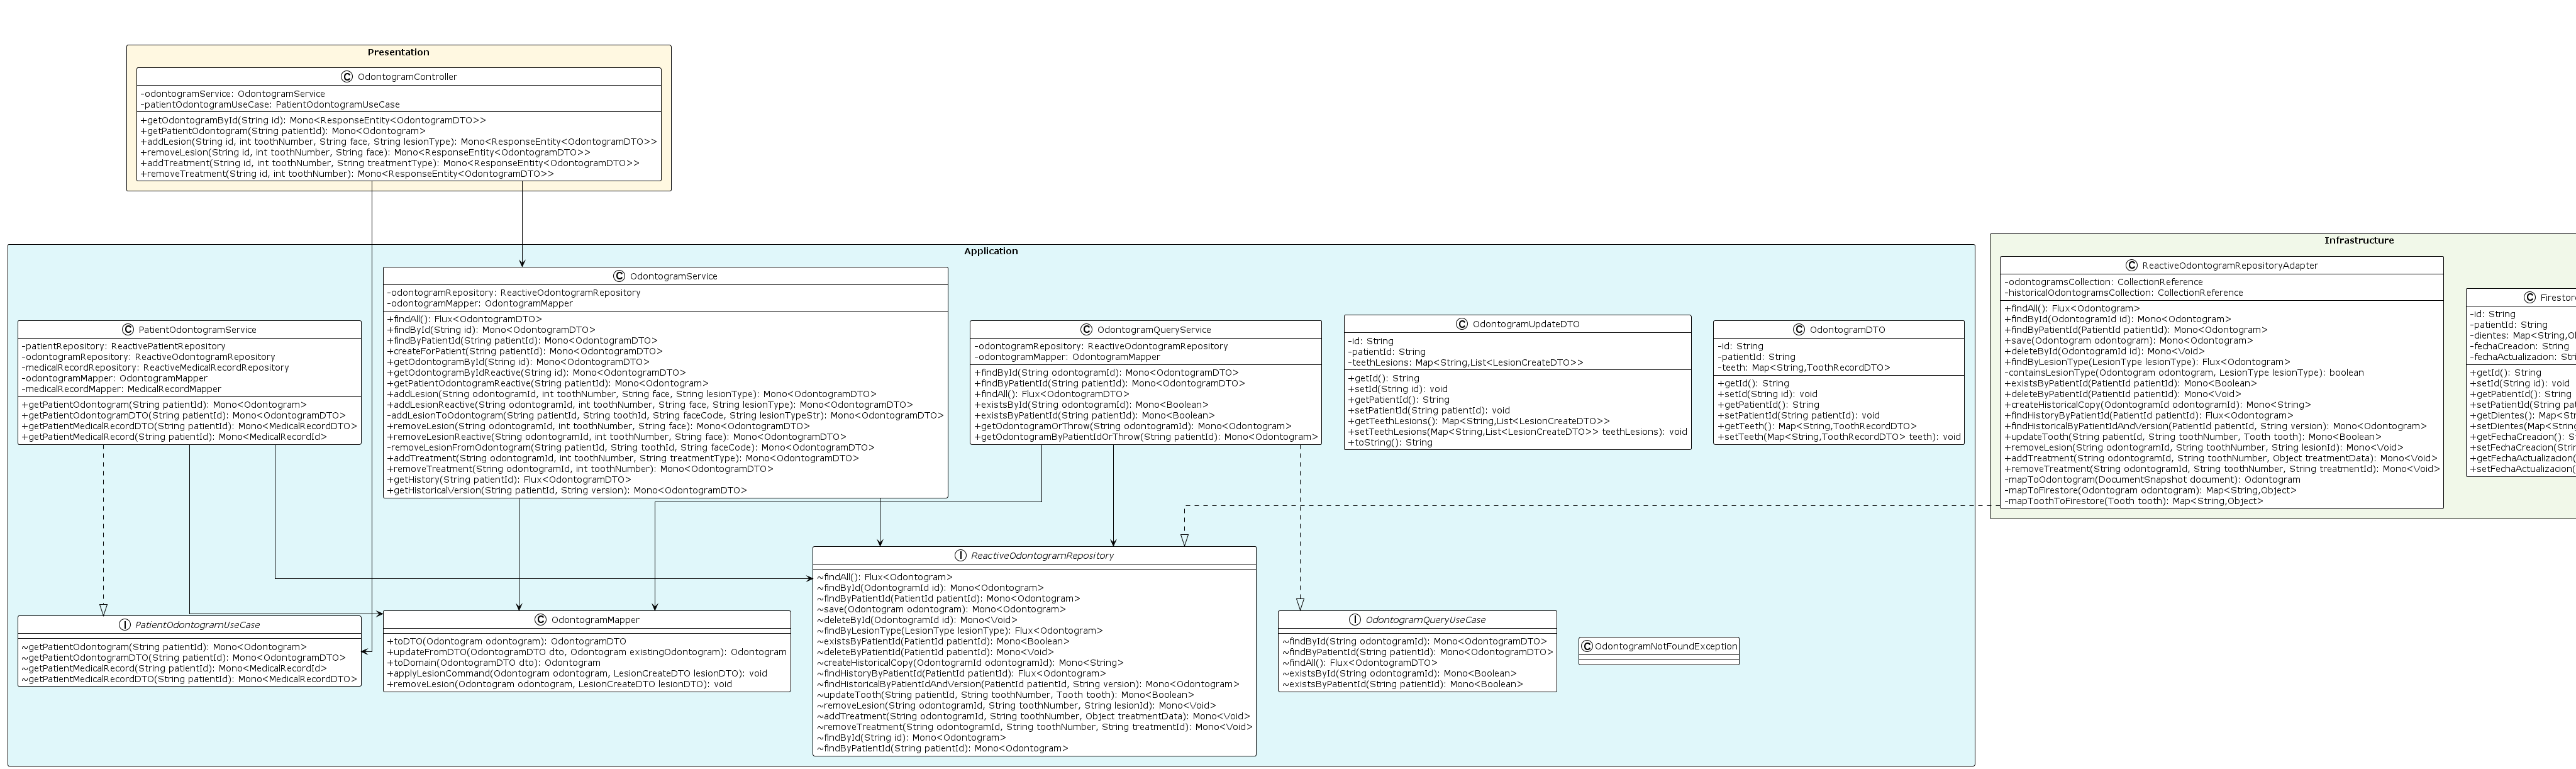 Presentation
C OdontogramController
-odontogramService: OdontogramService
-patientOdontogramUseCase: PatientOdontogramUseCase
+getOdontogramById(String id): Mono<ResponseEntity<OdontogramDTO>>
+getPatientOdontogram(String patientId): Mono<Odontogram>
+addLesion(String id, int toothNumber, String face, String lesionType): Mono<ResponseEntity<OdontogramDTO>>
+removeLesion(String id, int toothNumber, String face): Mono<ResponseEntity<OdontogramDTO>>
+addTreatment(String id, int toothNumber, String treatmentType): Mono<ResponseEntity<OdontogramDTO>>
+removeTreatment(String id, int toothNumber): Mono<ResponseEntity<OdontogramDTO>>
Application
C PatientOdontogramService
-patientRepository: ReactivePatientRepository
-odontogramRepository: ReactiveOdontogramRepository
-medicalRecordRepository: ReactiveMedicalRecordRepository
-odontogramMapper: OdontogramMapper
-medicalRecordMapper: MedicalRecordMapper
+getPatientOdontogram(String patientId): Mono<Odontogram>
+getPatientOdontogramDTO(String patientId): Mono<OdontogramDTO>
+getPatientMedicalRecordDTO(String patientId): Mono<MedicalRecordDTO>
+getPatientMedicalRecord(String patientId): Mono<MedicalRecordId>
C OdontogramService
-odontogramRepository: ReactiveOdontogramRepository
-odontogramMapper: OdontogramMapper
+findAll(): Flux<OdontogramDTO>
+findById(String id): Mono<OdontogramDTO>
+findByPatientId(String patientId): Mono<OdontogramDTO>
+createForPatient(String patientId): Mono<OdontogramDTO>
+getOdontogramById(String id): Mono<OdontogramDTO>
+getOdontogramByIdReactive(String id): Mono<OdontogramDTO>
+getPatientOdontogramReactive(String patientId): Mono<Odontogram>
+addLesion(String odontogramId, int toothNumber, String face, String lesionType): Mono<OdontogramDTO>
+addLesionReactive(String odontogramId, int toothNumber, String face, String lesionType): Mono<OdontogramDTO>
-addLesionToOdontogram(String patientId, String toothId, String faceCode, String lesionTypeStr): Mono<OdontogramDTO>
+removeLesion(String odontogramId, int toothNumber, String face): Mono<OdontogramDTO>
+removeLesionReactive(String odontogramId, int toothNumber, String face): Mono<OdontogramDTO>
-removeLesionFromOdontogram(String patientId, String toothId, String faceCode): Mono<OdontogramDTO>
+addTreatment(String odontogramId, int toothNumber, String treatmentType): Mono<OdontogramDTO>
+removeTreatment(String odontogramId, int toothNumber): Mono<OdontogramDTO>
+getHistory(String patientId): Flux<OdontogramDTO>
+getHistoricalVersion(String patientId, String version): Mono<OdontogramDTO>
C OdontogramQueryService
-odontogramRepository: ReactiveOdontogramRepository
-odontogramMapper: OdontogramMapper
+findById(String odontogramId): Mono<OdontogramDTO>
+findByPatientId(String patientId): Mono<OdontogramDTO>
+findAll(): Flux<OdontogramDTO>
+existsById(String odontogramId): Mono<Boolean>
+existsByPatientId(String patientId): Mono<Boolean>
+getOdontogramOrThrow(String odontogramId): Mono<Odontogram>
+getOdontogramByPatientIdOrThrow(String patientId): Mono<Odontogram>
C OdontogramUpdateDTO
-id: String
-patientId: String
-teethLesions: Map<String,List<LesionCreateDTO>>
+getId(): String
+setId(String id): void
+getPatientId(): String
+setPatientId(String patientId): void
+getTeethLesions(): Map<String,List<LesionCreateDTO>>
+setTeethLesions(Map<String,List<LesionCreateDTO>> teethLesions): void
+toString(): String
C OdontogramDTO
-id: String
-patientId: String
-teeth: Map<String,ToothRecordDTO>
+getId(): String
+setId(String id): void
+getPatientId(): String
+setPatientId(String patientId): void
+getTeeth(): Map<String,ToothRecordDTO>
+setTeeth(Map<String,ToothRecordDTO> teeth): void
I PatientOdontogramUseCase
~getPatientOdontogram(String patientId): Mono<Odontogram>
~getPatientOdontogramDTO(String patientId): Mono<OdontogramDTO>
~getPatientMedicalRecord(String patientId): Mono<MedicalRecordId>
~getPatientMedicalRecordDTO(String patientId): Mono<MedicalRecordDTO>
C OdontogramMapper
+toDTO(Odontogram odontogram): OdontogramDTO
+updateFromDTO(OdontogramDTO dto, Odontogram existingOdontogram): Odontogram
+toDomain(OdontogramDTO dto): Odontogram
+applyLesionCommand(Odontogram odontogram, LesionCreateDTO lesionDTO): void
+removeLesion(Odontogram odontogram, LesionCreateDTO lesionDTO): void
I ReactiveOdontogramRepository
~findAll(): Flux<Odontogram>
~findById(OdontogramId id): Mono<Odontogram>
~findByPatientId(PatientId patientId): Mono<Odontogram>
~save(Odontogram odontogram): Mono<Odontogram>
~deleteById(OdontogramId id): Mono<Void>
~findByLesionType(LesionType lesionType): Flux<Odontogram>
~existsByPatientId(PatientId patientId): Mono<Boolean>
~deleteByPatientId(PatientId patientId): Mono<Void>
~createHistoricalCopy(OdontogramId odontogramId): Mono<String>
~findHistoryByPatientId(PatientId patientId): Flux<Odontogram>
~findHistoricalByPatientIdAndVersion(PatientId patientId, String version): Mono<Odontogram>
~updateTooth(String patientId, String toothNumber, Tooth tooth): Mono<Boolean>
~removeLesion(String odontogramId, String toothNumber, String lesionId): Mono<Void>
~addTreatment(String odontogramId, String toothNumber, Object treatmentData): Mono<Void>
~removeTreatment(String odontogramId, String toothNumber, String treatmentId): Mono<Void>
~findById(String id): Mono<Odontogram>
~findByPatientId(String patientId): Mono<Odontogram>
I OdontogramQueryUseCase
~findById(String odontogramId): Mono<OdontogramDTO>
~findByPatientId(String patientId): Mono<OdontogramDTO>
~findAll(): Flux<OdontogramDTO>
~existsById(String odontogramId): Mono<Boolean>
~existsByPatientId(String patientId): Mono<Boolean>
C OdontogramNotFoundException
Infrastructure
C ReactiveOdontogramRepositoryAdapter
-odontogramsCollection: CollectionReference
-historicalOdontogramsCollection: CollectionReference
+findAll(): Flux<Odontogram>
+findById(OdontogramId id): Mono<Odontogram>
+findByPatientId(PatientId patientId): Mono<Odontogram>
+save(Odontogram odontogram): Mono<Odontogram>
+deleteById(OdontogramId id): Mono<Void>
+findByLesionType(LesionType lesionType): Flux<Odontogram>
-containsLesionType(Odontogram odontogram, LesionType lesionType): boolean
+existsByPatientId(PatientId patientId): Mono<Boolean>
+deleteByPatientId(PatientId patientId): Mono<Void>
+createHistoricalCopy(OdontogramId odontogramId): Mono<String>
+findHistoryByPatientId(PatientId patientId): Flux<Odontogram>
+findHistoricalByPatientIdAndVersion(PatientId patientId, String version): Mono<Odontogram>
+updateTooth(String patientId, String toothNumber, Tooth tooth): Mono<Boolean>
+removeLesion(String odontogramId, String toothNumber, String lesionId): Mono<Void>
+addTreatment(String odontogramId, String toothNumber, Object treatmentData): Mono<Void>
+removeTreatment(String odontogramId, String toothNumber, String treatmentId): Mono<Void>
-mapToOdontogram(DocumentSnapshot document): Odontogram
-mapToFirestore(Odontogram odontogram): Map<String,Object>
-mapToothToFirestore(Tooth tooth): Map<String,Object>
C
-id: String
-patientId: String
-dientes: Map<String,
-fechaCreacion: String
-fechaActualizacion:
+getId(): String
+setId(String id): void
+getPatientId(): String
+setPatientId(String
+getDientes():
+setDientes(Map<String
+getFechaCreacion():
+setFechaCreacion(
+getFechaActualizacion(
+setFechaActualizacion(